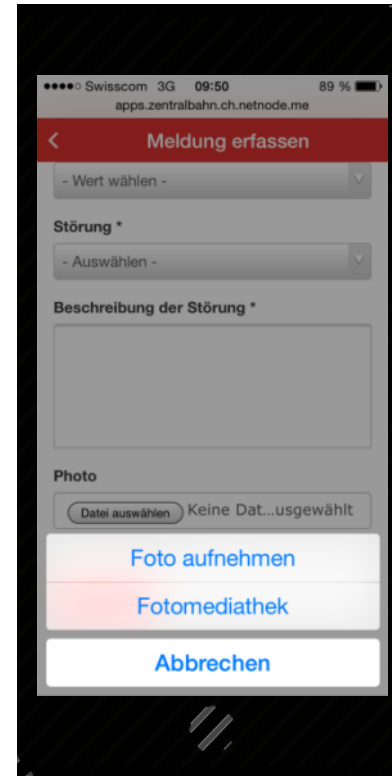 Swisscom 3G 09:50 89 %
apps.zentralbahn.ch.netnode.me
Meldung erfassen
- Wert wählen -
Störung *
- Auswählen -
Beschreibung der Störung *
Photo
Datei auswählen Keine Dat...usgewählt
Foto aufnehmen
Fotomediathek
Abbrechen